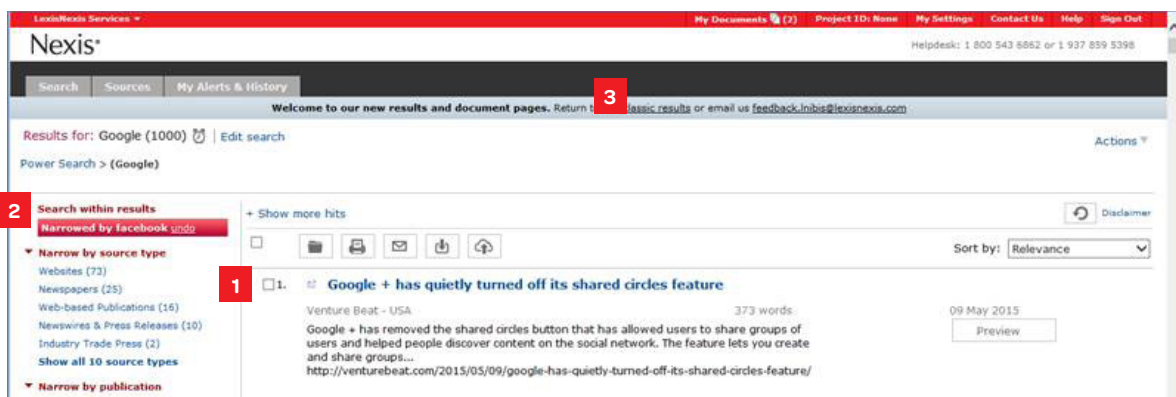 LexisNexis Services
My Documents (2) Project ID: None My Settings Contact Us Help Sign Out
Nexis®
Helpdesk: 1 800 543 6862 or 1 937 859 5398
Search Sources My Alerts & History
3
Welcome to our new results and document pages. Return t lassic results or email us feedback.lnibis@lexisnexis.com
Results for: Google (1000) | Edit search
Actions
Power Search > (Google)
2
Search within results
Narrowed by facebook undo
+ Show more hits
Disclaimer
Narrow by source type
Websites (73)
Newspapers (25)
Web-based Publications (16)
Newswires & Press Releases (10)
Industry Trade Press (2)
Show all 10 source types
Narrow by publication
Sort by: Relevance
1
1. Google + has quietly turned off its shared circles feature
Venture Beat - USA 373 words 09 May 2015
Google + has removed the shared circles button that has allowed users to share groups of
users and helped people discover content on the social network. The feature lets you create
and share groups...
http://venturebeat.com/2015/05/09/google-has-quietly-turned-off-its-shared-circles-feature/
Preview